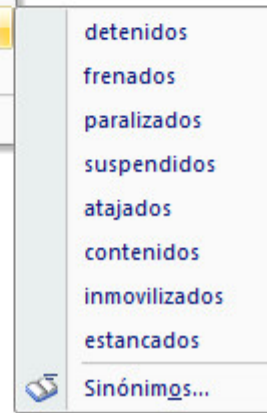 detenidos
frenados
paralizados
suspendidos
atajados
contenidos
inmovilizados
estancados
Sinónimos...